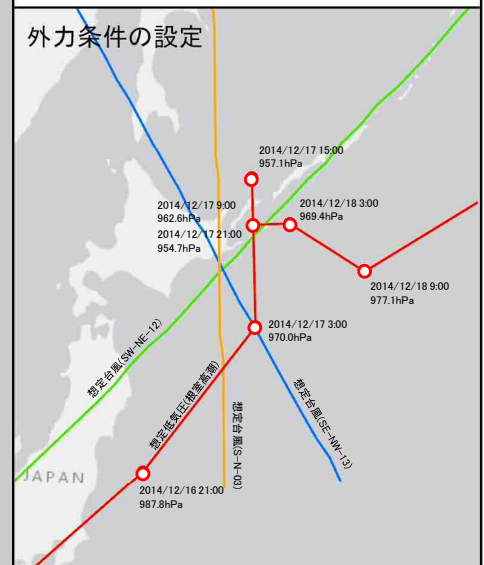 外力条件の設定
2014/12/17 15:00
957.1hPa
2014/12/17 9:00
962.6hPa
2014/12/17 21:00
954.7hPa
2014/12/18 3:00
969.4hPa
2014/12/18 9:00
977.1hPa
2014/12/17 3:00
970.0hPa
想定台風(SW-NE-12)
想定低気圧(根室高潮)
想定台風(S-N-03)
想定台風(SE-NW-13)
JAPAN
2014/12/16 21:00
987.8hPa